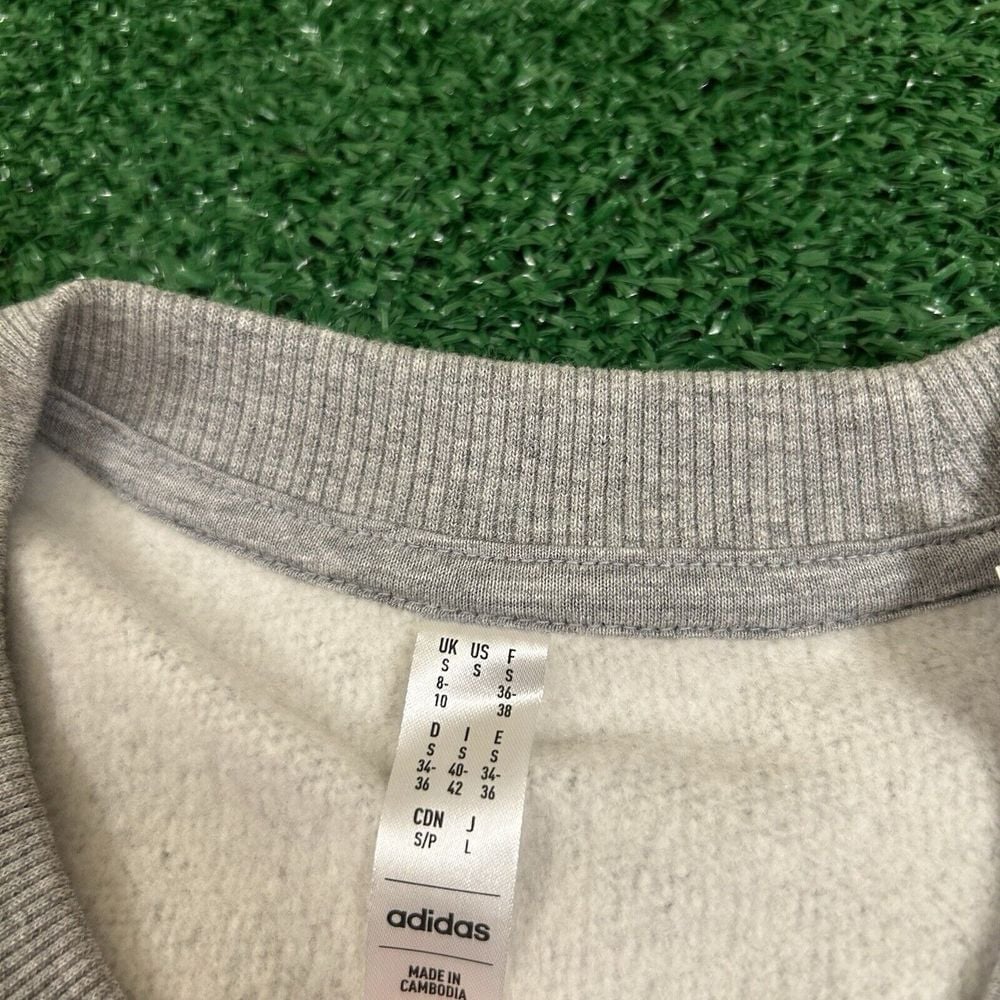 UK US F
S S S
8- 36-
10 38
D I E
S S S
34- 40- 34-
36 42 36
CDN J
S/P L
adidas
MADE IN
CAMBODIA